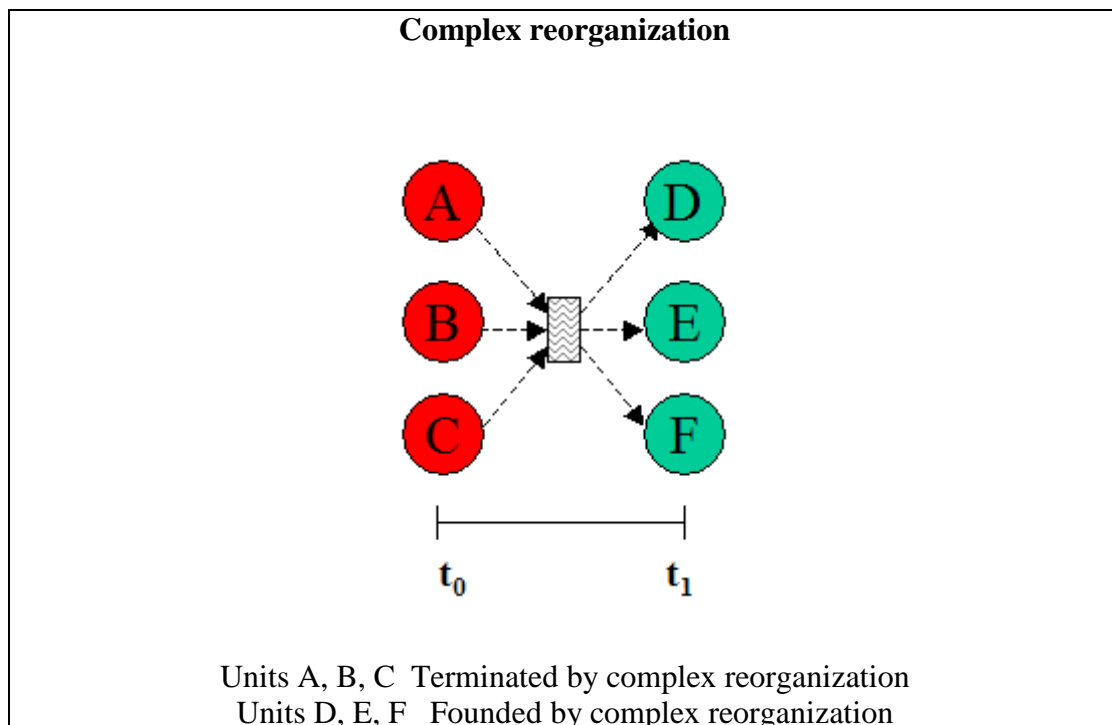 Complex reorganization
A D
B E
C F
t₀ t₁
Units A, B, C Terminated by complex reorganization
Units D, E, F Founded by complex reorganization